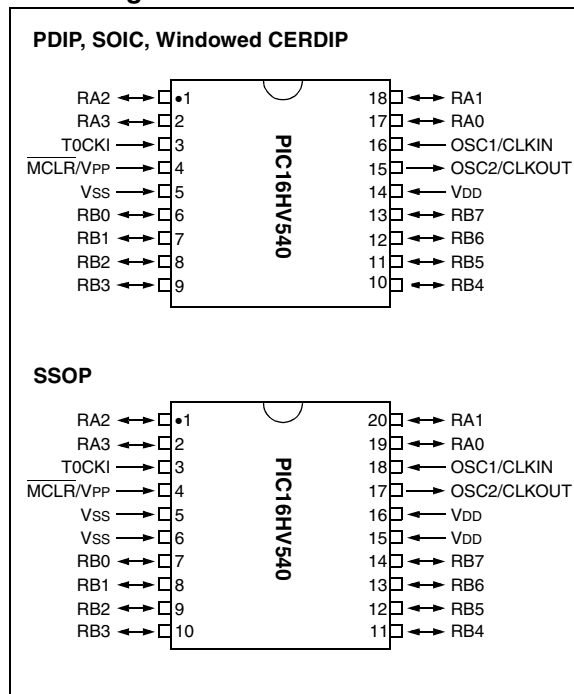 PDIP, SOIC, Windowed CERDIP
RA2 •1 18 RA1
RA3 2 17 RA0
T0CKI 3 16 OSC1/CLKIN
MCLR/VPP 4 15 OSC2/CLKOUT
VSS 5 14 VDD
RB0 6 13 RB7
RB1 7 12 RB6
RB2 8 11 RB5
RB3 9 10 RB4
PIC16HV540
SSOP
RA2 •1 20 RA1
RA3 2 19 RA0
T0CKI 3 18 OSC1/CLKIN
MCLR/VPP 4 17 OSC2/CLKOUT
VSS 5 16 VDD
VSS 6 15 VDD
RB0 7 14 RB7
RB1 8 13 RB6
RB2 9 12 RB5
RB3 10 11 RB4
PIC16HV540